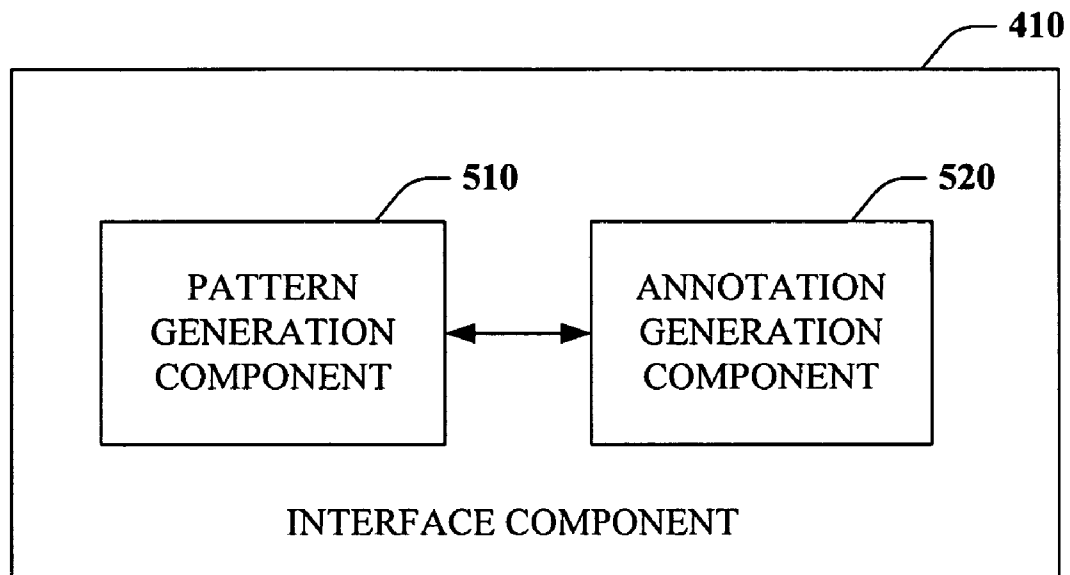 410
510
520
PATTERN
GENERATION
COMPONENT
ANNOTATION
GENERATION
COMPONENT
INTERFACE COMPONENT